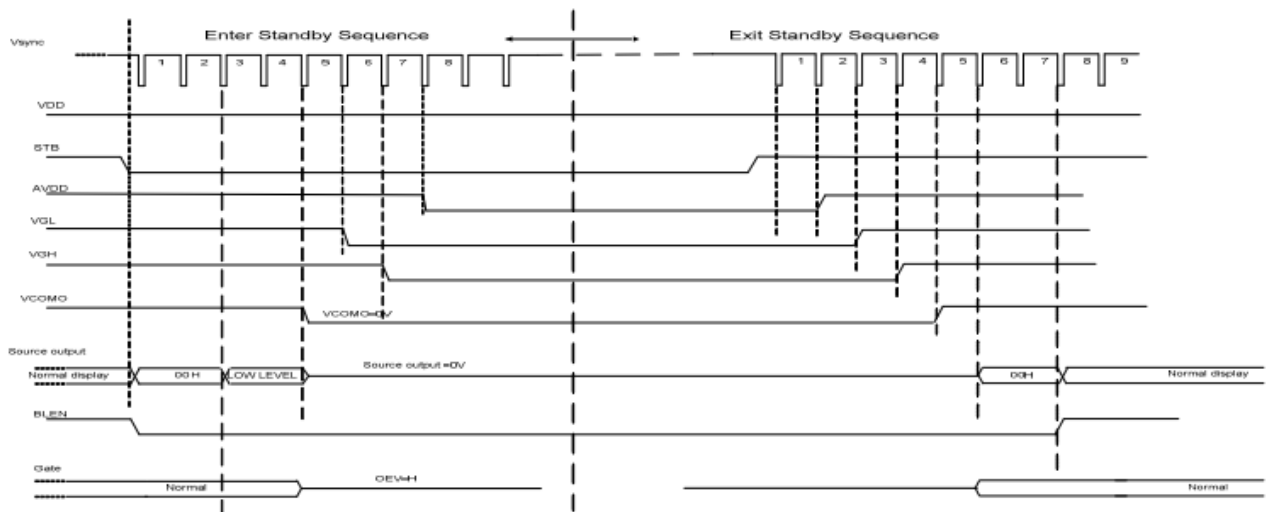 Enter Standby Sequence
Exit Standby Sequence
Vsync
1 2 3 4 5 6 7 8
1 2 3 4 5 6 7 8 9
VDD
STB
AVDD
VGL
VGH
VCOMO
VCOMO=0V
Source output
Normal display
00H
LOW LEVEL
Source output =0V
00H
Normal display
BLEN
Gate
Normal
OEV=H
Normal